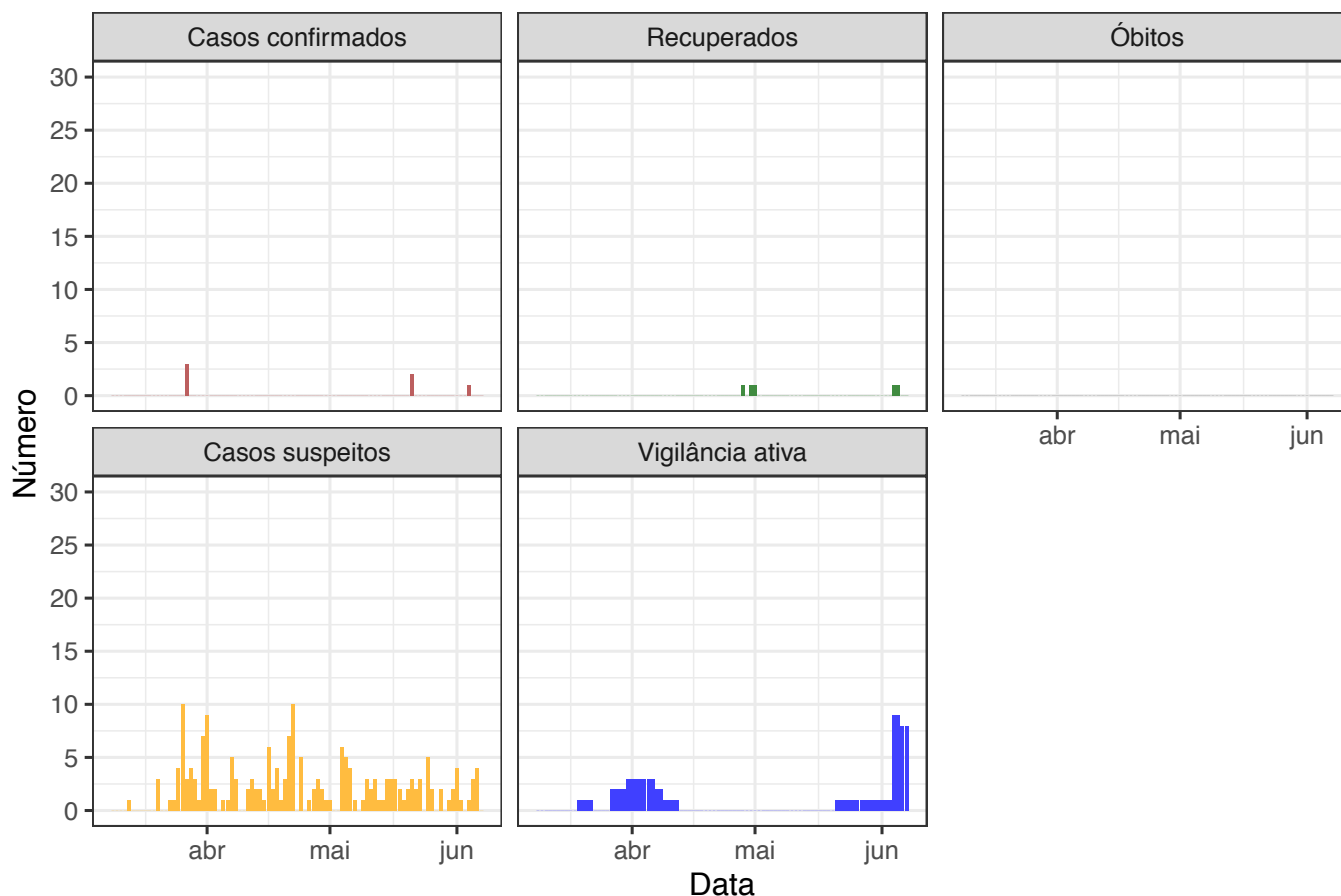 Casos confirmados
Recuperados
Óbitos
30
25
20
15
10
5
0
abr
mai
jun
Número
Casos suspeitos
Vigilância ativa
30
25
20
15
10
5
0
abr
mai
jun
abr
mai
jun
Data